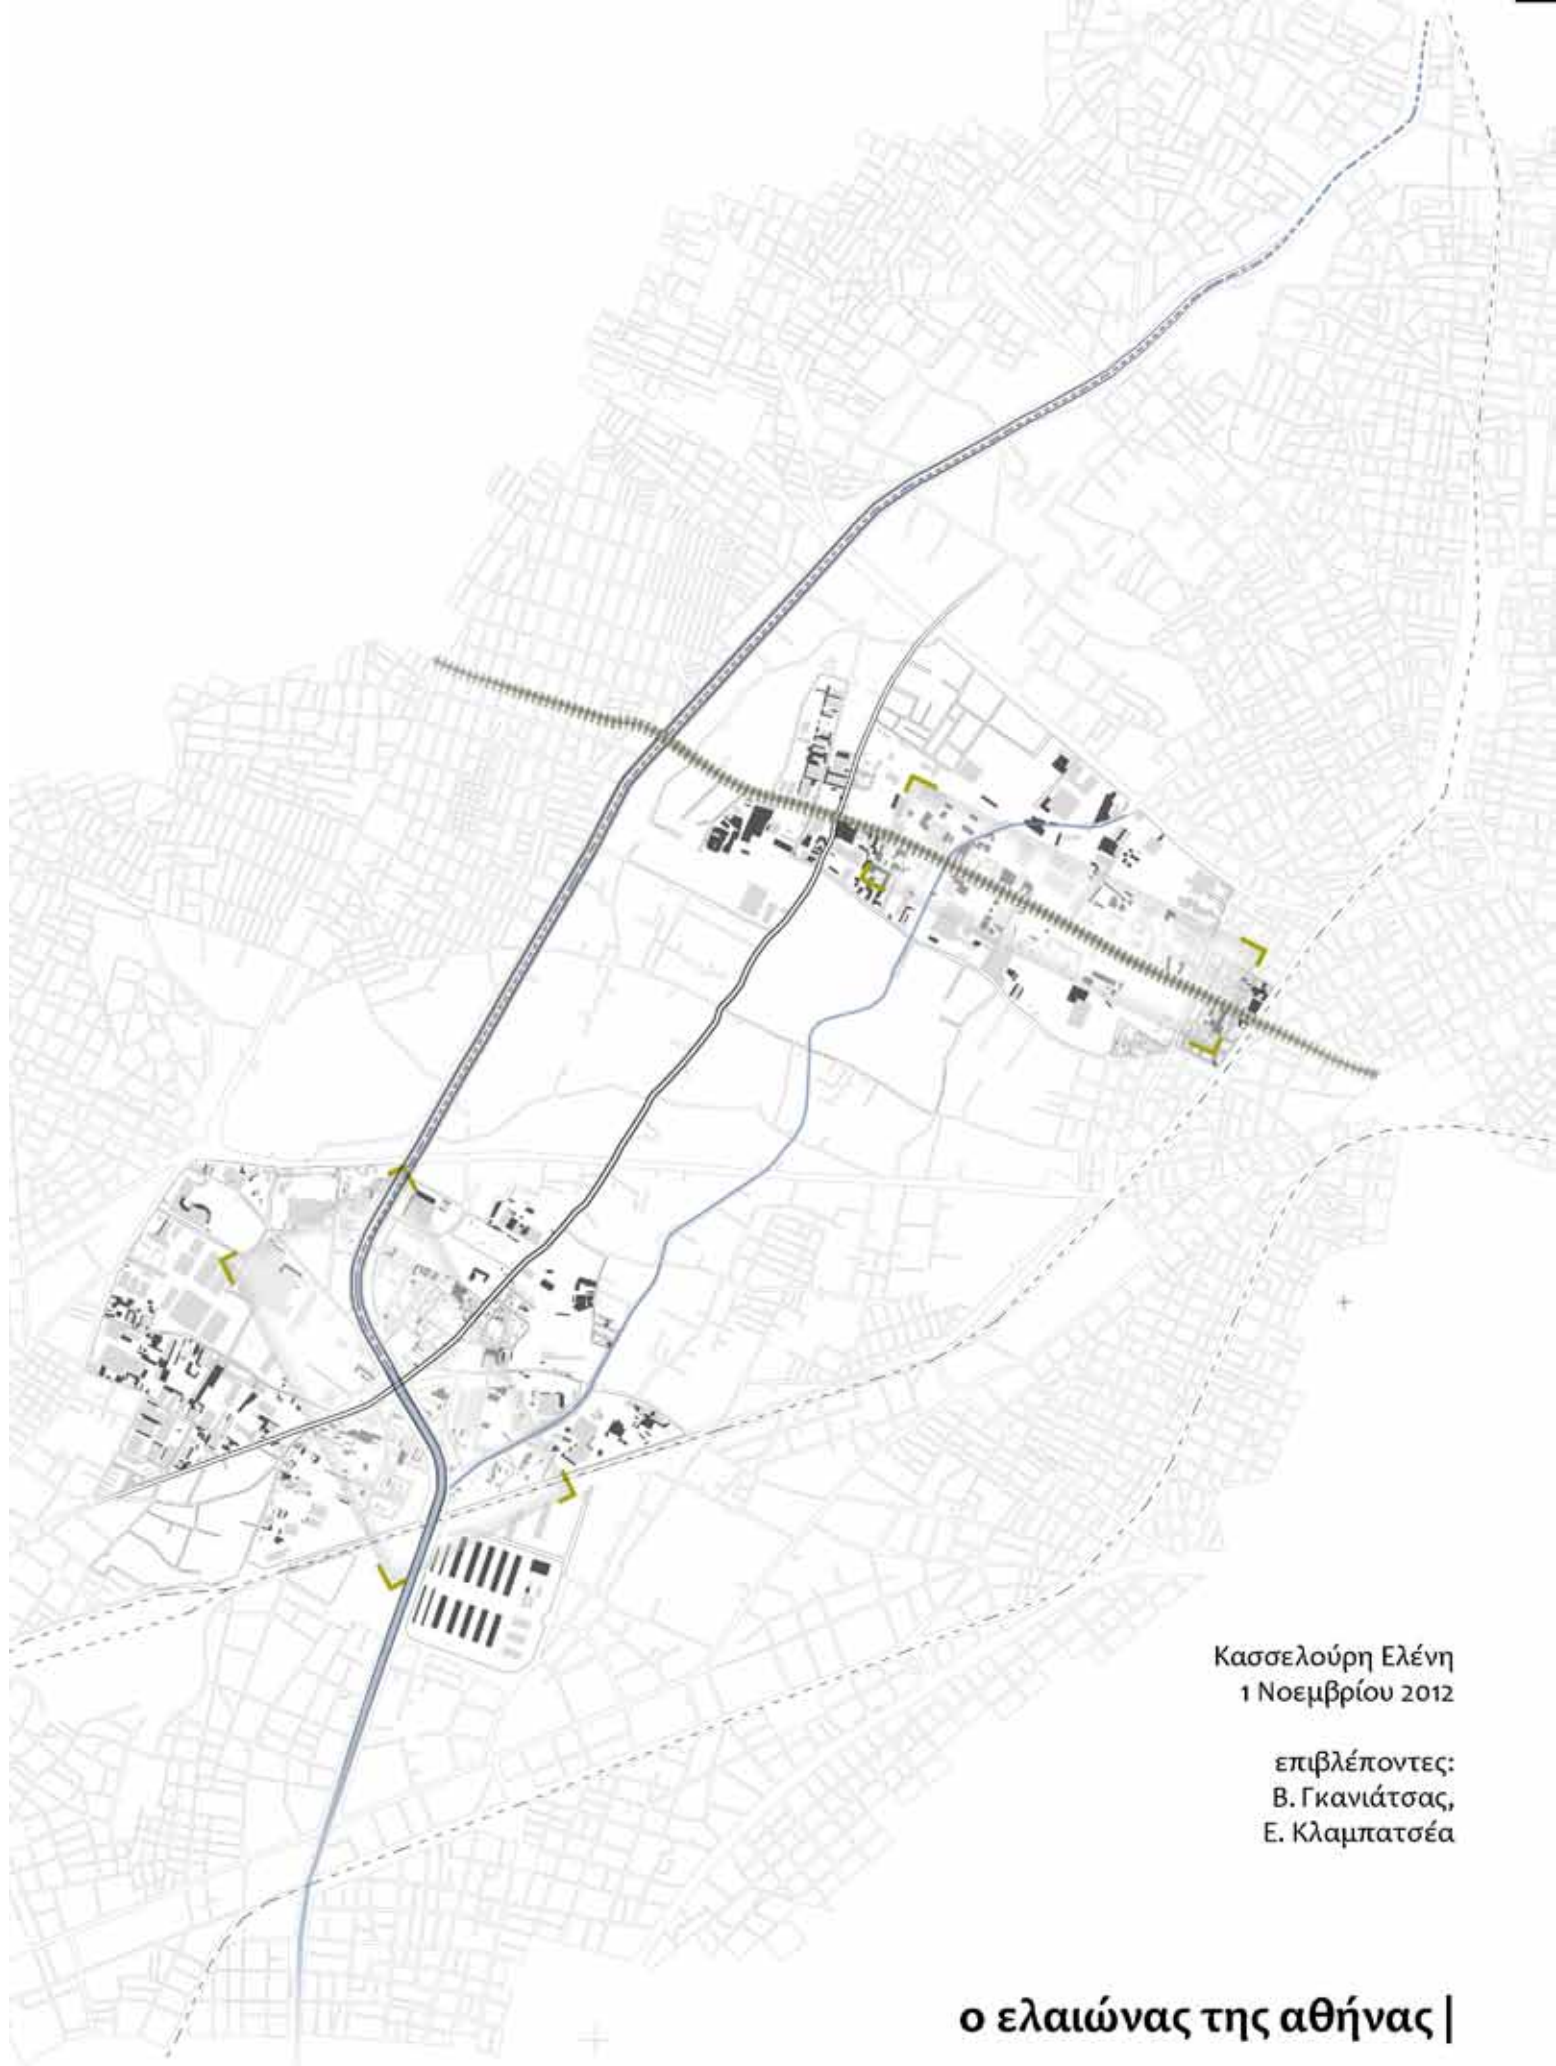 Κασσελούρη Ελένη
1 Νοεμβρίου 2012
επιβλέποντες:
Β. Γκανιάτσας,
Ε. Κλαμπατσέα
ο ελαιώνας της αθήνας |